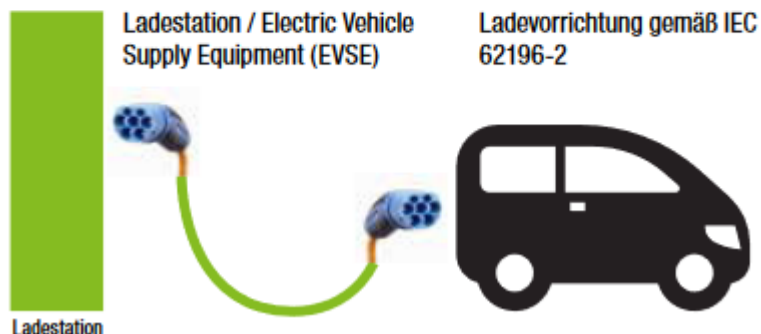 Ladestation / Electric Vehicle
Supply Equipment (EVSE)
Ladevorrichtung gemäß IEC
62196-2
Ladestation